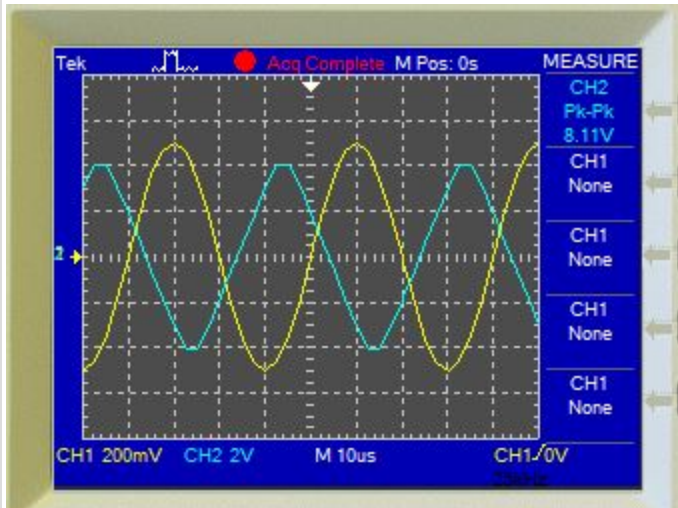 Tek Acq Complete M Pos: 0s MEASURE
CH2
Pk-Pk
8.11V
CH1
None
CH1
None
2
CH1
None
CH1
None
CH1 200mV CH2 2V M 10us CH1 0V